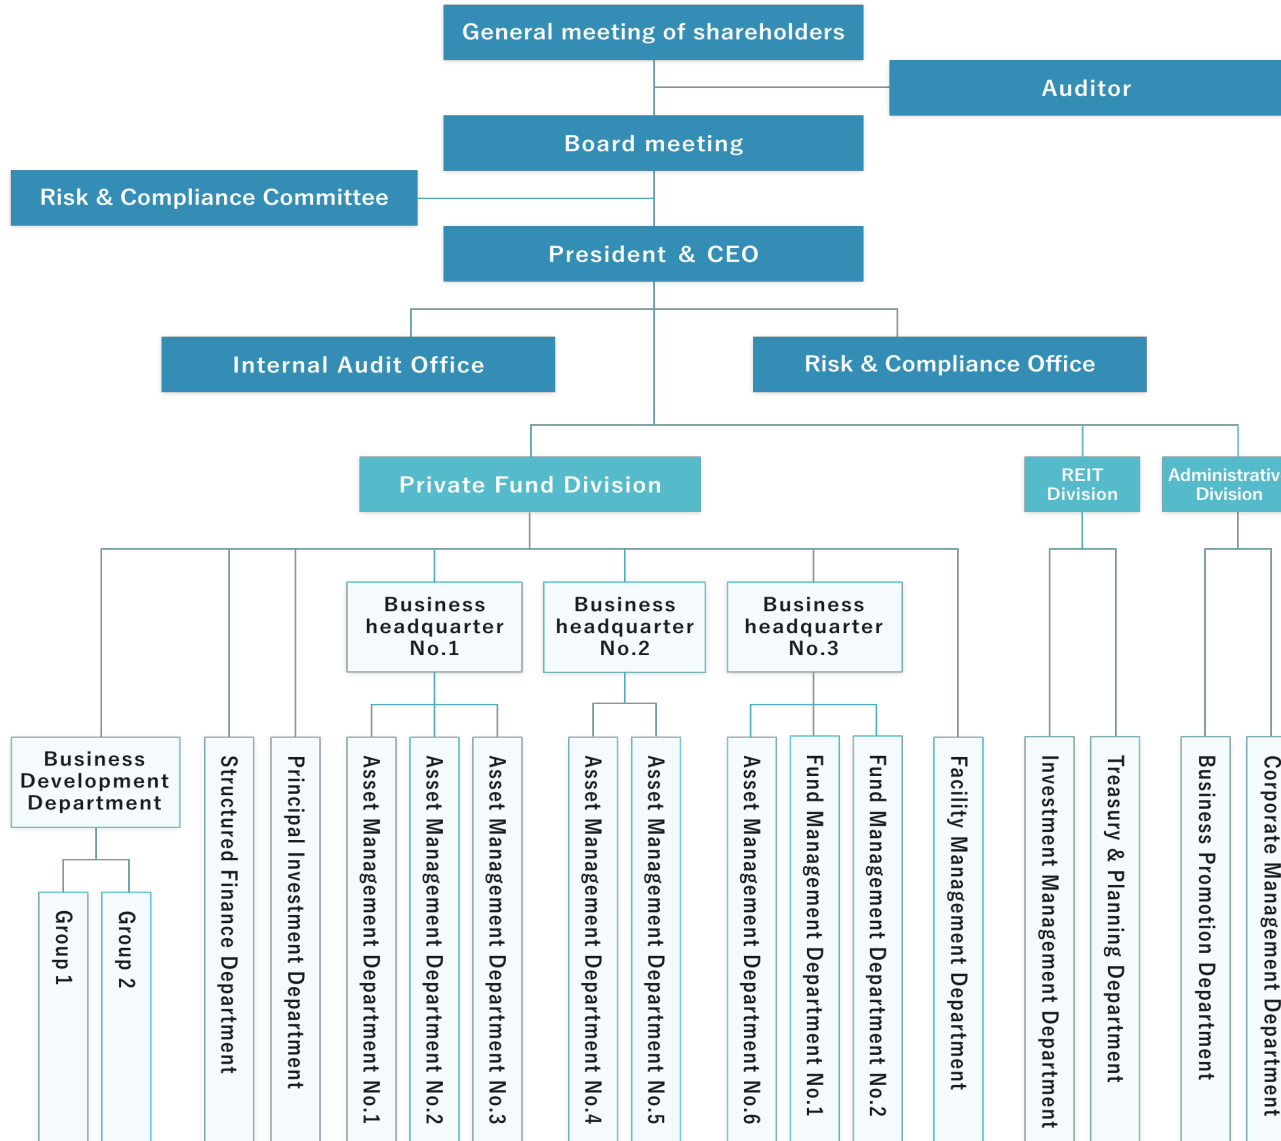 General meeting of shareholders
Auditor
Board meeting
Risk & Compliance Committee
President & CEO
Internal Audit Office
Risk & Compliance Office
Private Fund Division
REIT
Division
Administrativ
Division
Business
headquarter
No.1
Business
headquarter
No.2
Business
headquarter
No.3
Business
Development
Department
Group 1
Group 2
Structured Finance Department
Principal Investment Department
Asset Management Department No.1
Asset Management Department No.2
Asset Management Department No.3
Asset Management Department No.4
Asset Management Department No.5
Asset Management Department No.6
Fund Management Department No.1
Fund Management Department No.2
Facility Management Department
Investment Management Department
Treasury & Planning Department
Business Promotion Department
Corporate Management Department